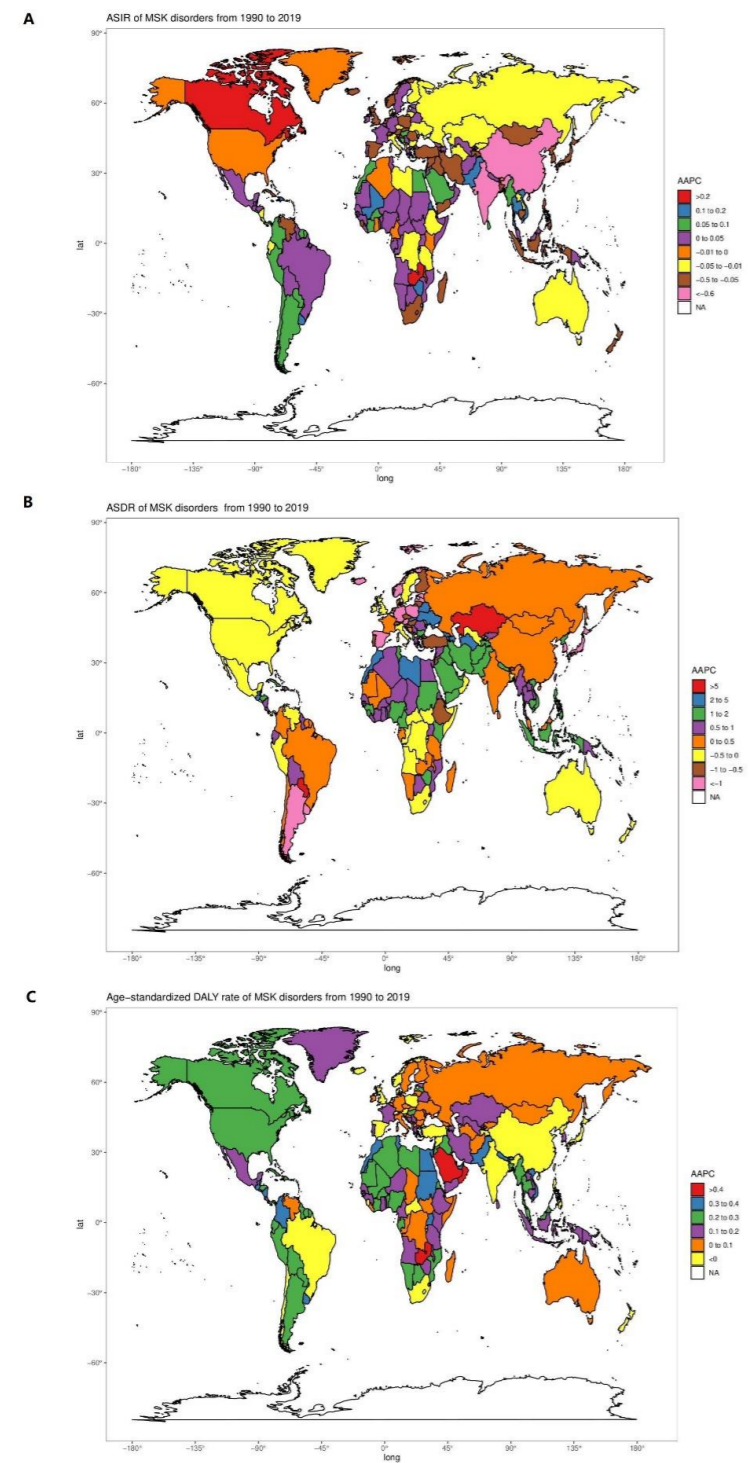 A
ASIR of MSK disorders from 1990 to 2019
90°
60°
30°
0°
−30°
−60°
lat
−180°
−135°
−90°
−45°
0°
45°
90°
135°
180°
long
AAPC
>0.2
0.1 to 0.2
0.05 to 0.1
0 to 0.05
−0.01 to 0
−0.05 to −0.01
−0.5 to −0.05
<−0.6
NA
B
ASDR of MSK disorders from 1990 to 2019
90°
60°
30°
0°
−30°
−60°
lat
−180°
−135°
−90°
−45°
0°
45°
90°
135°
180°
long
AAPC
>5
2 to 5
1 to 2
0.5 to 1
0 to 0.5
−0.5 to 0
−1 to −0.5
<−1
NA
C
Age−standardized DALY rate of MSK disorders from 1990 to 2019
90°
60°
30°
0°
−30°
−60°
lat
−180°
−135°
−90°
−45°
0°
45°
90°
135°
180°
long
AAPC
>0.4
0.3 to 0.4
0.2 to 0.3
0.1 to 0.2
0 to 0.1
<0
NA